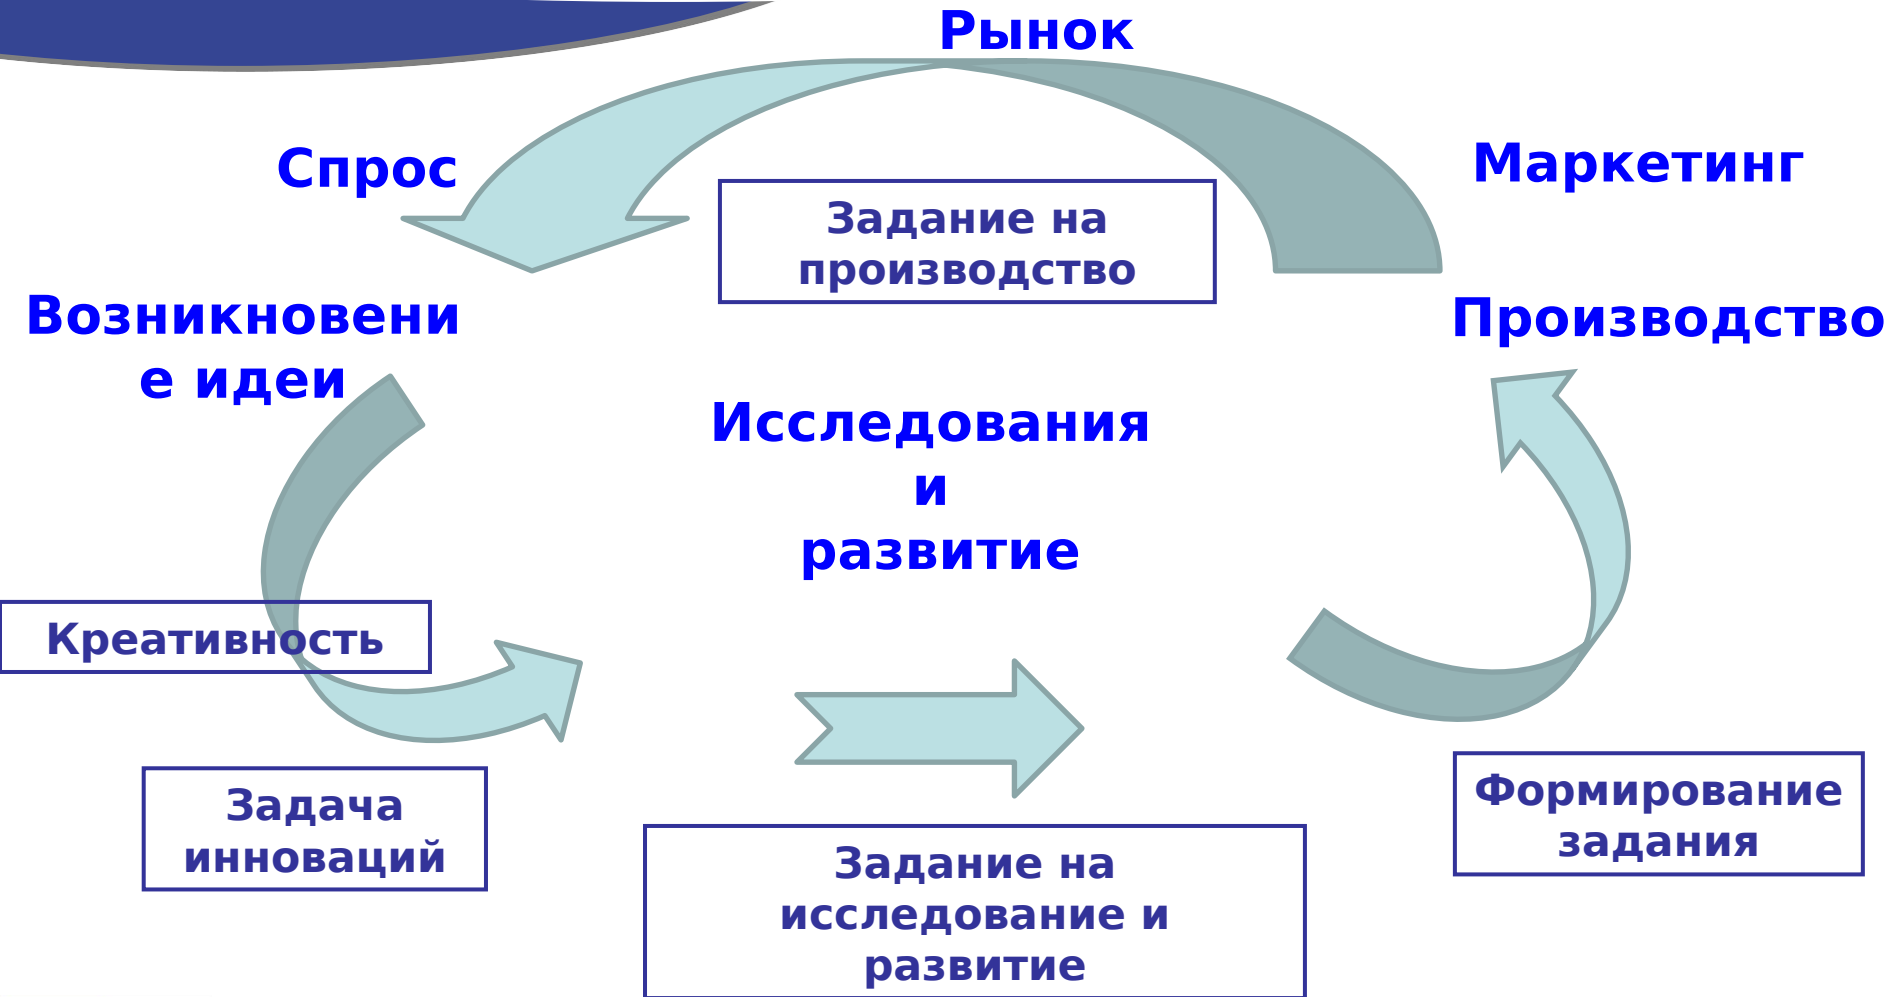 Рынок
Спрос
Маркетинг
Задание на
производство
Возникновени
е идеи
Производство
Исследования
и
развитие
Креативность
Задача
инноваций
Формирование
задания
Задание на
исследование и
развитие